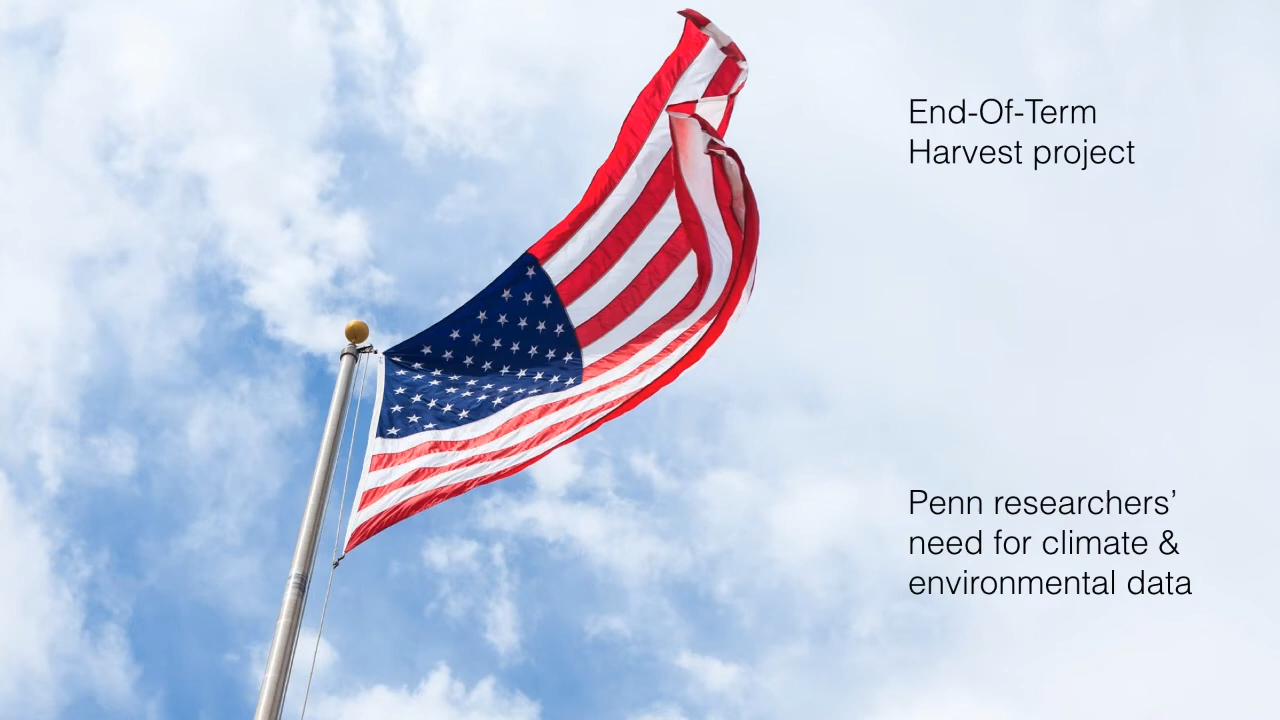 End-Of-Term
Harvest project
Penn researchers’
need for climate &
environmental data